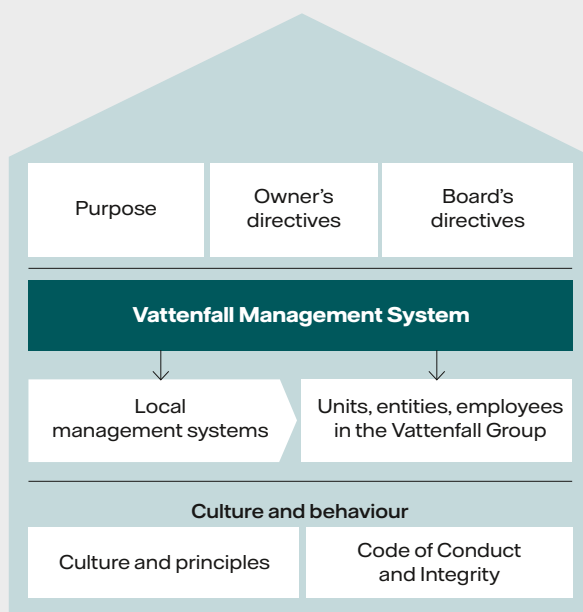 Purpose
Owner's
directives
Board's
directives
Vattenfall Management System
Local
management systems
Units, entities, employees
in the Vattenfall Group
Culture and behaviour
Culture and principles
Code of Conduct
and Integrity